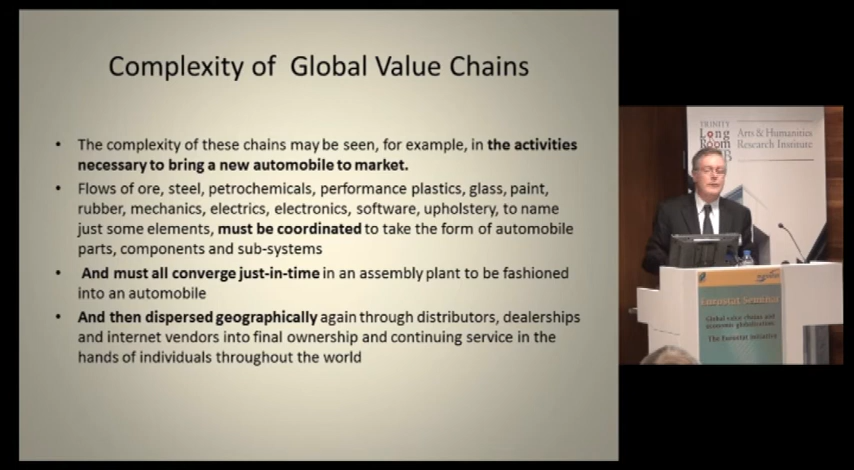 Complexity of Global Value Chains
• The complexity of these chains may be seen, for example, in the activities
necessary to bring a new automobile to market.
• Flows of ore, steel, petrochemicals, performance plastics, glass, paint,
rubber, mechanics, electrics, electronics, software, upholstery, to name
just some elements, must be coordinated to take the form of automobile
parts, components and sub-systems
• And must all converge just-in-time in an assembly plant to be fashioned
into an automobile
• And then dispersed geographically again through distributors, dealerships
and internet vendors into final ownership and continuing service in the
hands of individuals throughout the world
TRINITY
Long
Room
Arts & Humanities
Research Institute
Eurostat Seminar
Global value chains and
economic globalization
The Eurostat initiative